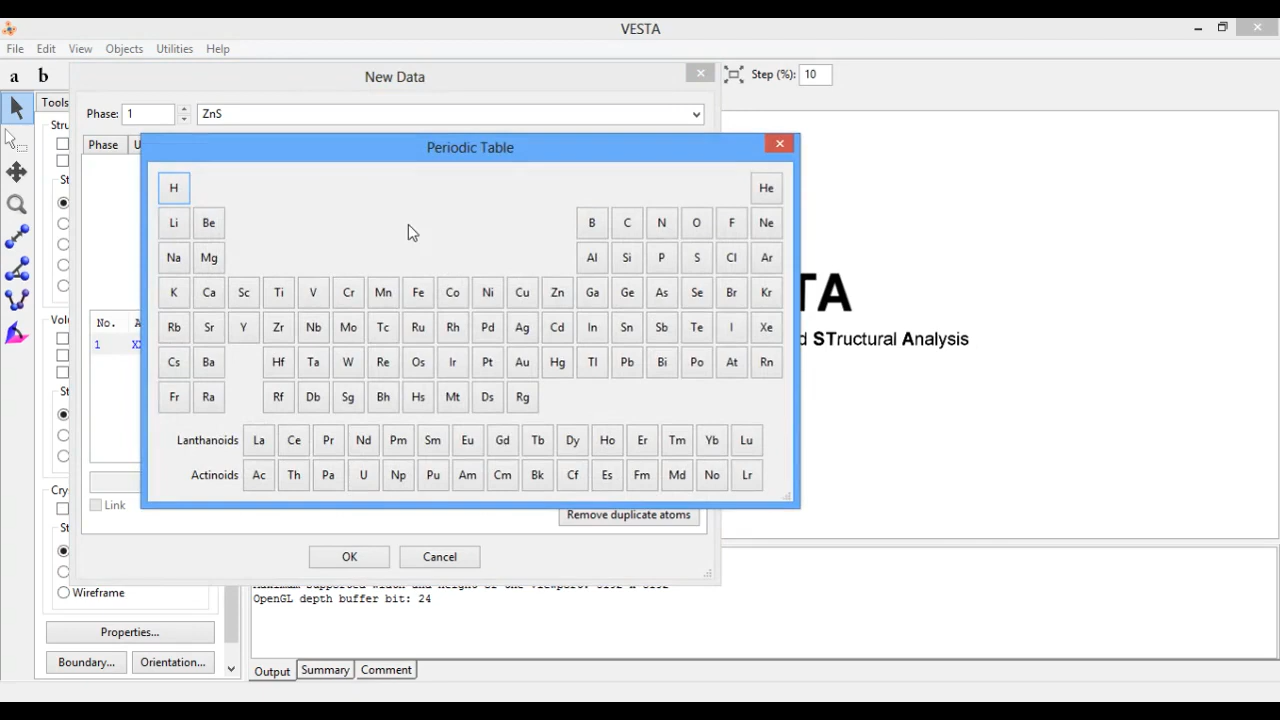 VESTA
File Edit View Objects Utilities Help
a b
Step (%): 10
New Data
Tools
Phase: 1 ZnS
Phase
Periodic Table
H He
Li Be B C N O F Ne
Na Mg Al Si P S Cl Ar
K Ca Sc Ti V Cr Mn Fe Co Ni Cu Zn Ga Ge As Se Br Kr
Rb Sr Y Zr Nb Mo Tc Ru Rh Pd Ag Cd In Sn Sb Te I Xe
Cs Ba Hf Ta W Re Os Ir Pt Au Hg Tl Pb Bi Po At Rn
Fr Ra Rf Db Sg Bh Hs Mt Ds Rg
Lanthanoids La Ce Pr Nd Pm Sm Eu Gd Tb Dy Ho Er Tm Yb Lu
Actinoids Ac Th Pa U Np Pu Am Cm Bk Cf Es Fm Md No Lr
TA
d STructural Analysis
No.
1
Link
Remove duplicate atoms
OK Cancel
Wireframe
OpenGL depth buffer bit: 24
Properties...
Boundary... Orientation...
Output Summary Comment